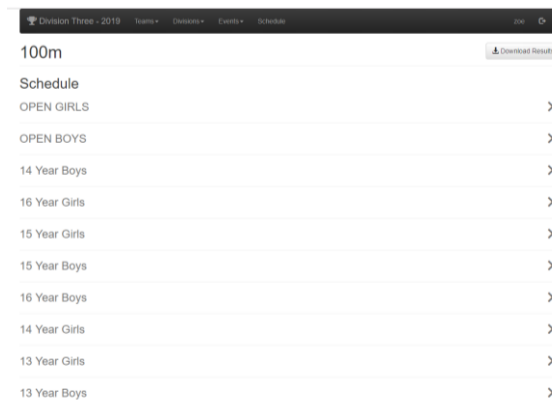 Division Three - 2019 Teams Divisions Events Schedule zoe
100m
Download Results
Schedule
OPEN GIRLS
OPEN BOYS
14 Year Boys
16 Year Girls
15 Year Girls
15 Year Boys
16 Year Boys
14 Year Girls
13 Year Girls
13 Year Boys